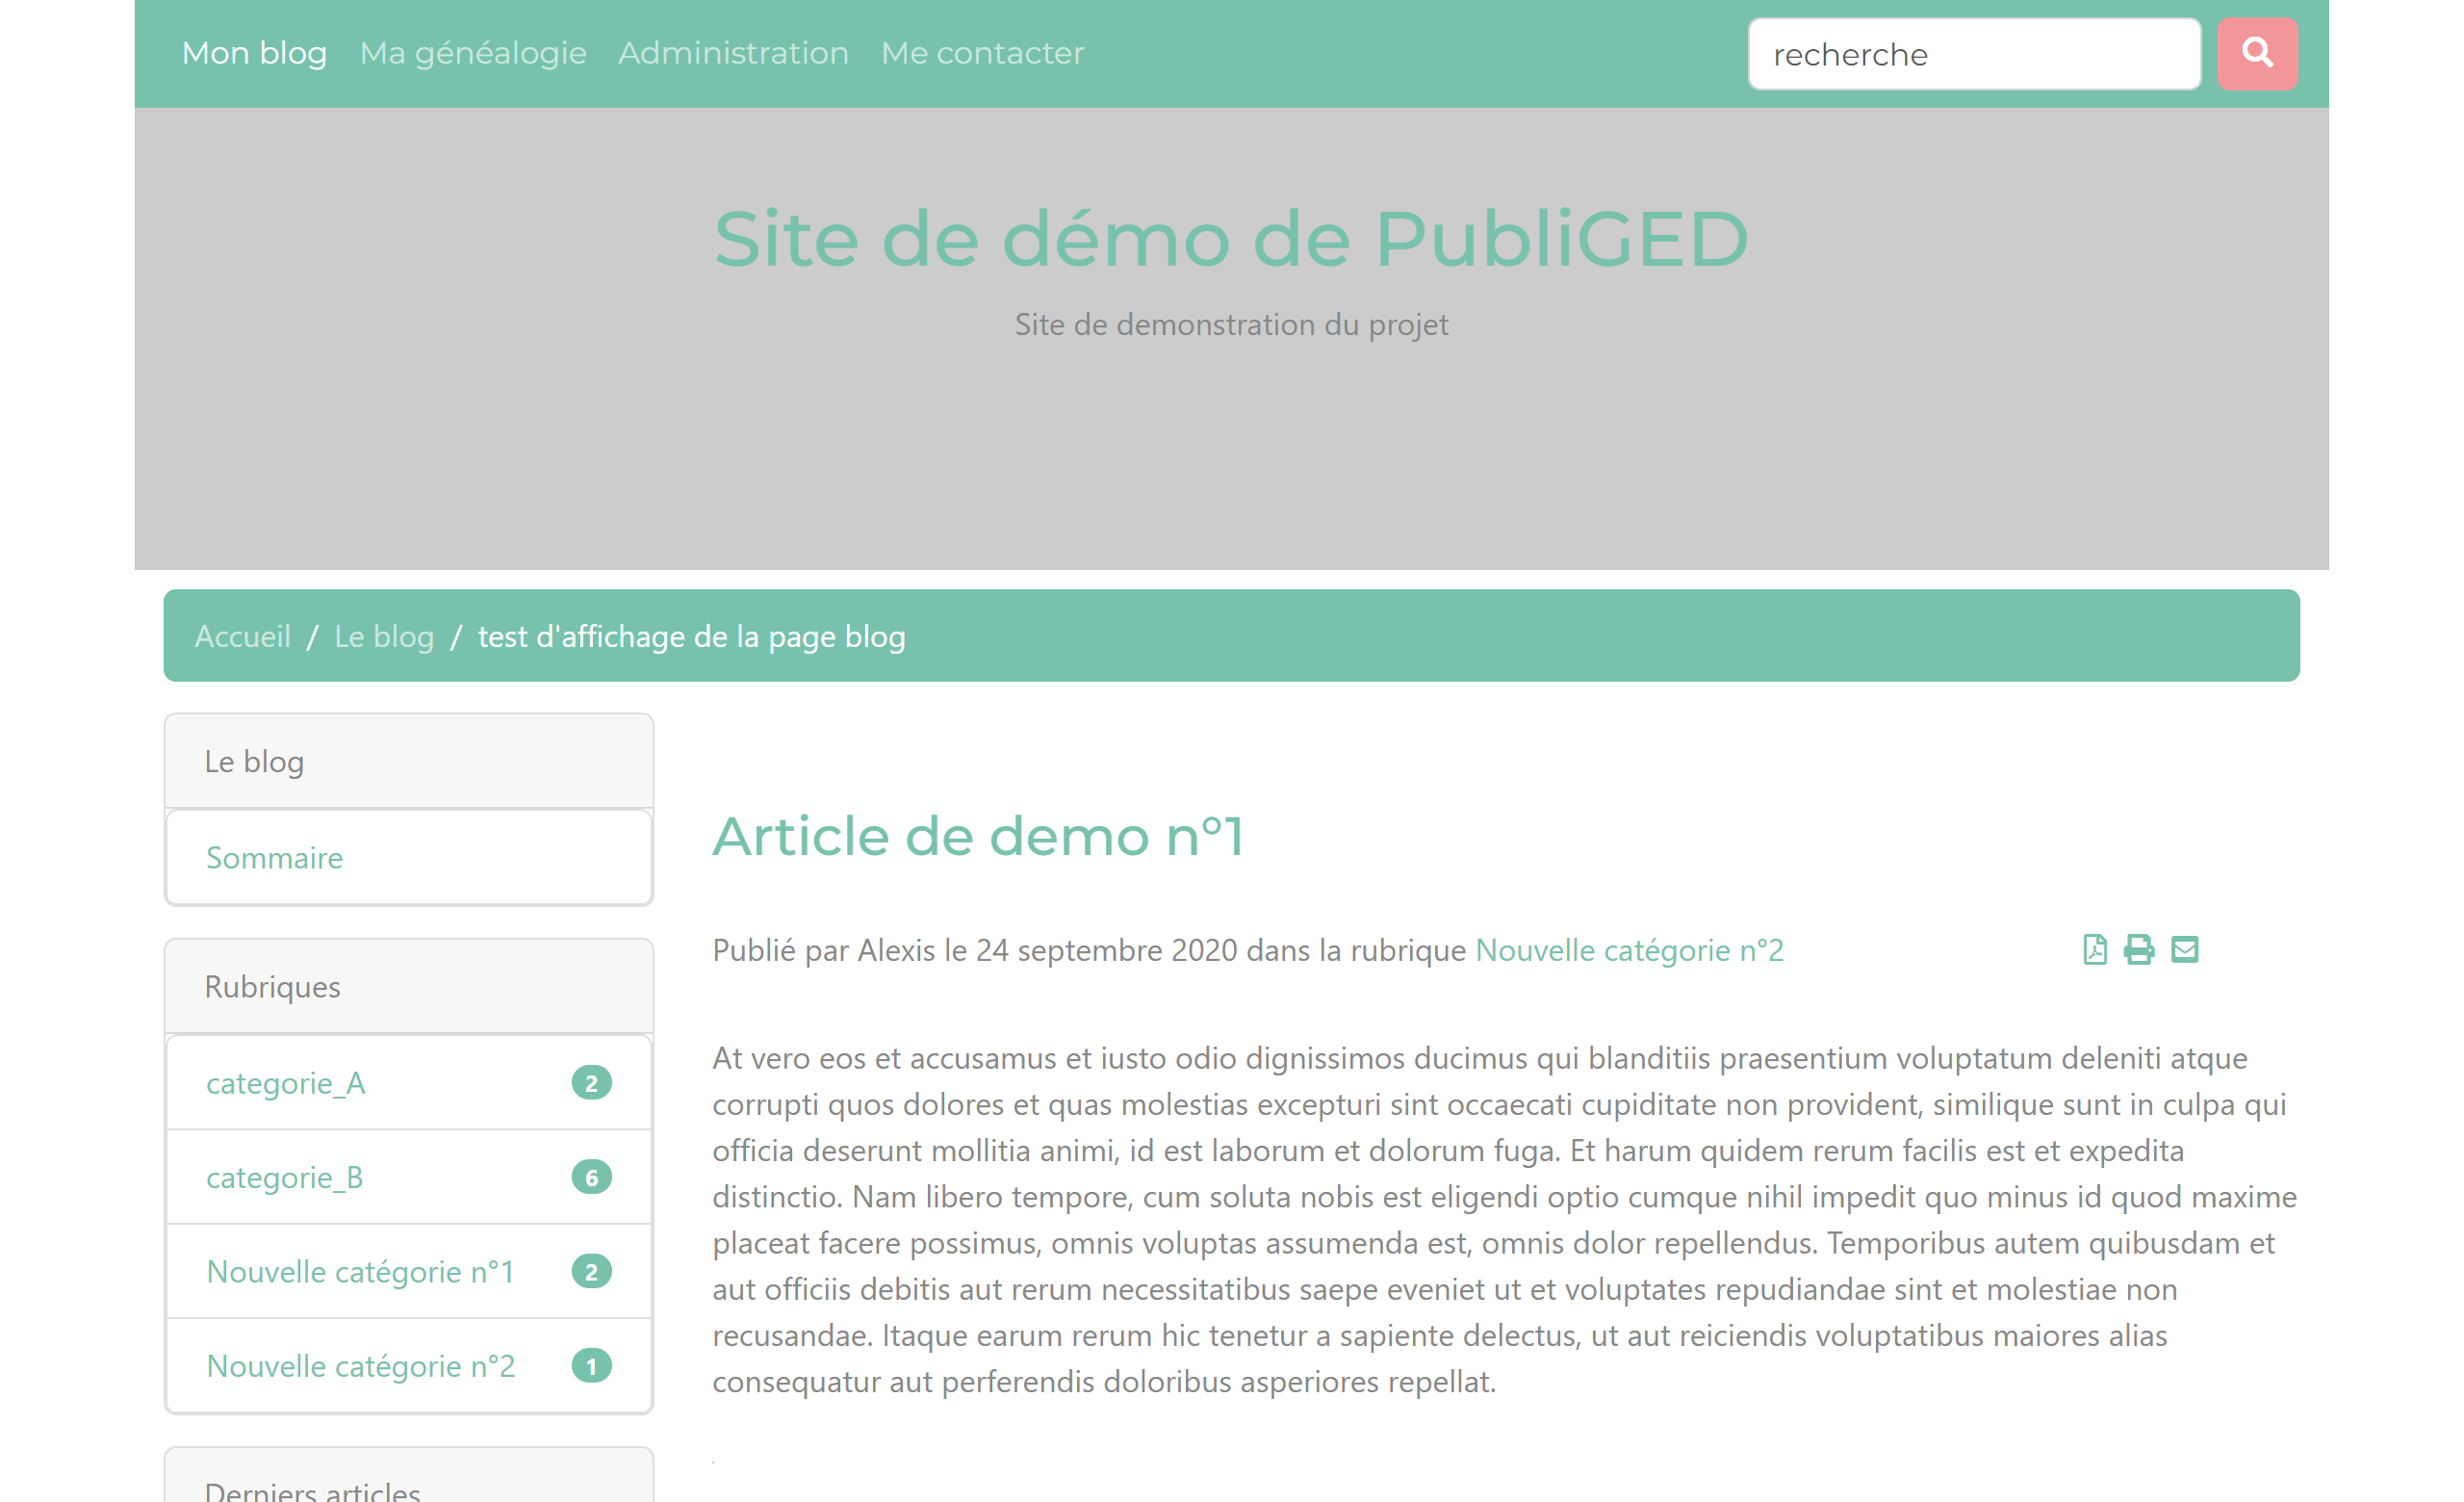 Mon blog Ma généalogie Administration Me contacter recherche
Site de démo de PubliGED
Site de demonstration du projet
Accueil / Le blog / test d'affichage de la page blog
Le blog
Sommaire
Rubriques
categorie_A 2
categorie_B 6
Nouvelle catégorie n°1 2
Nouvelle catégorie n°2 1
Derniers articles
Article de demo n°1
Publié par Alexis le 24 septembre 2020 dans la rubrique Nouvelle catégorie n°2
At vero eos et accusamus et iusto odio dignissimos ducimus qui blanditiis praesentium voluptatum deleniti atque
corrupti quos dolores et quas molestias excepturi sint occaecati cupiditate non provident, similique sunt in culpa qui
officia deserunt mollitia animi, id est laborum et dolorum fuga. Et harum quidem rerum facilis est et expedita
distinctio. Nam libero tempore, cum soluta nobis est eligendi optio cumque nihil impedit quo minus id quod maxime
placeat facere possimus, omnis voluptas assumenda est, omnis dolor repellendus. Temporibus autem quibusdam et
aut officiis debitis aut rerum necessitatibus saepe eveniet ut et voluptates repudiandae sint et molestiae non
recusandae. Itaque earum rerum hic tenetur a sapiente delectus, ut aut reiciendis voluptatibus maiores alias
consequatur aut perferendis doloribus asperiores repellat.